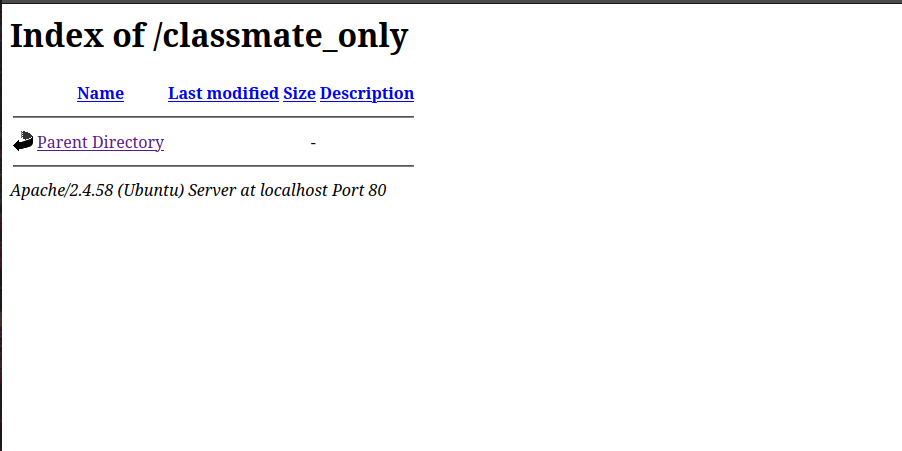 Index of /classmate_only
Name Last modified Size Description
Parent Directory -
Apache/2.4.58 (Ubuntu) Server at localhost Port 80